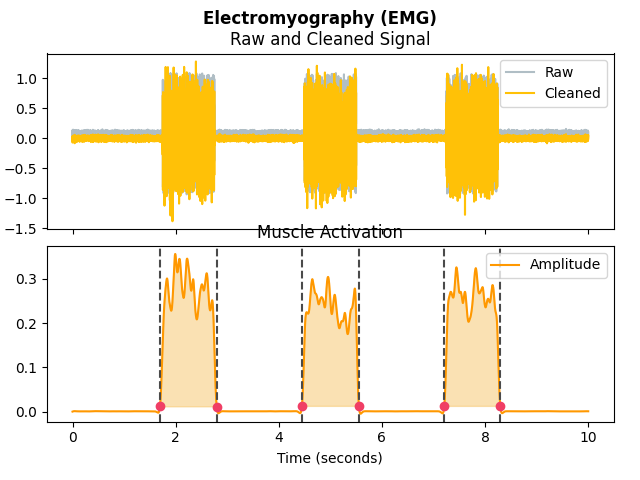 Electromyography (EMG)
Raw and Cleaned Signal
1.0
0.5
0.0
−0.5
−1.0
−1.5
Raw
Cleaned
Muscle Activation
0.3
0.2
0.1
0.0
Amplitude
0 2 4 6 8 10
Time (seconds)